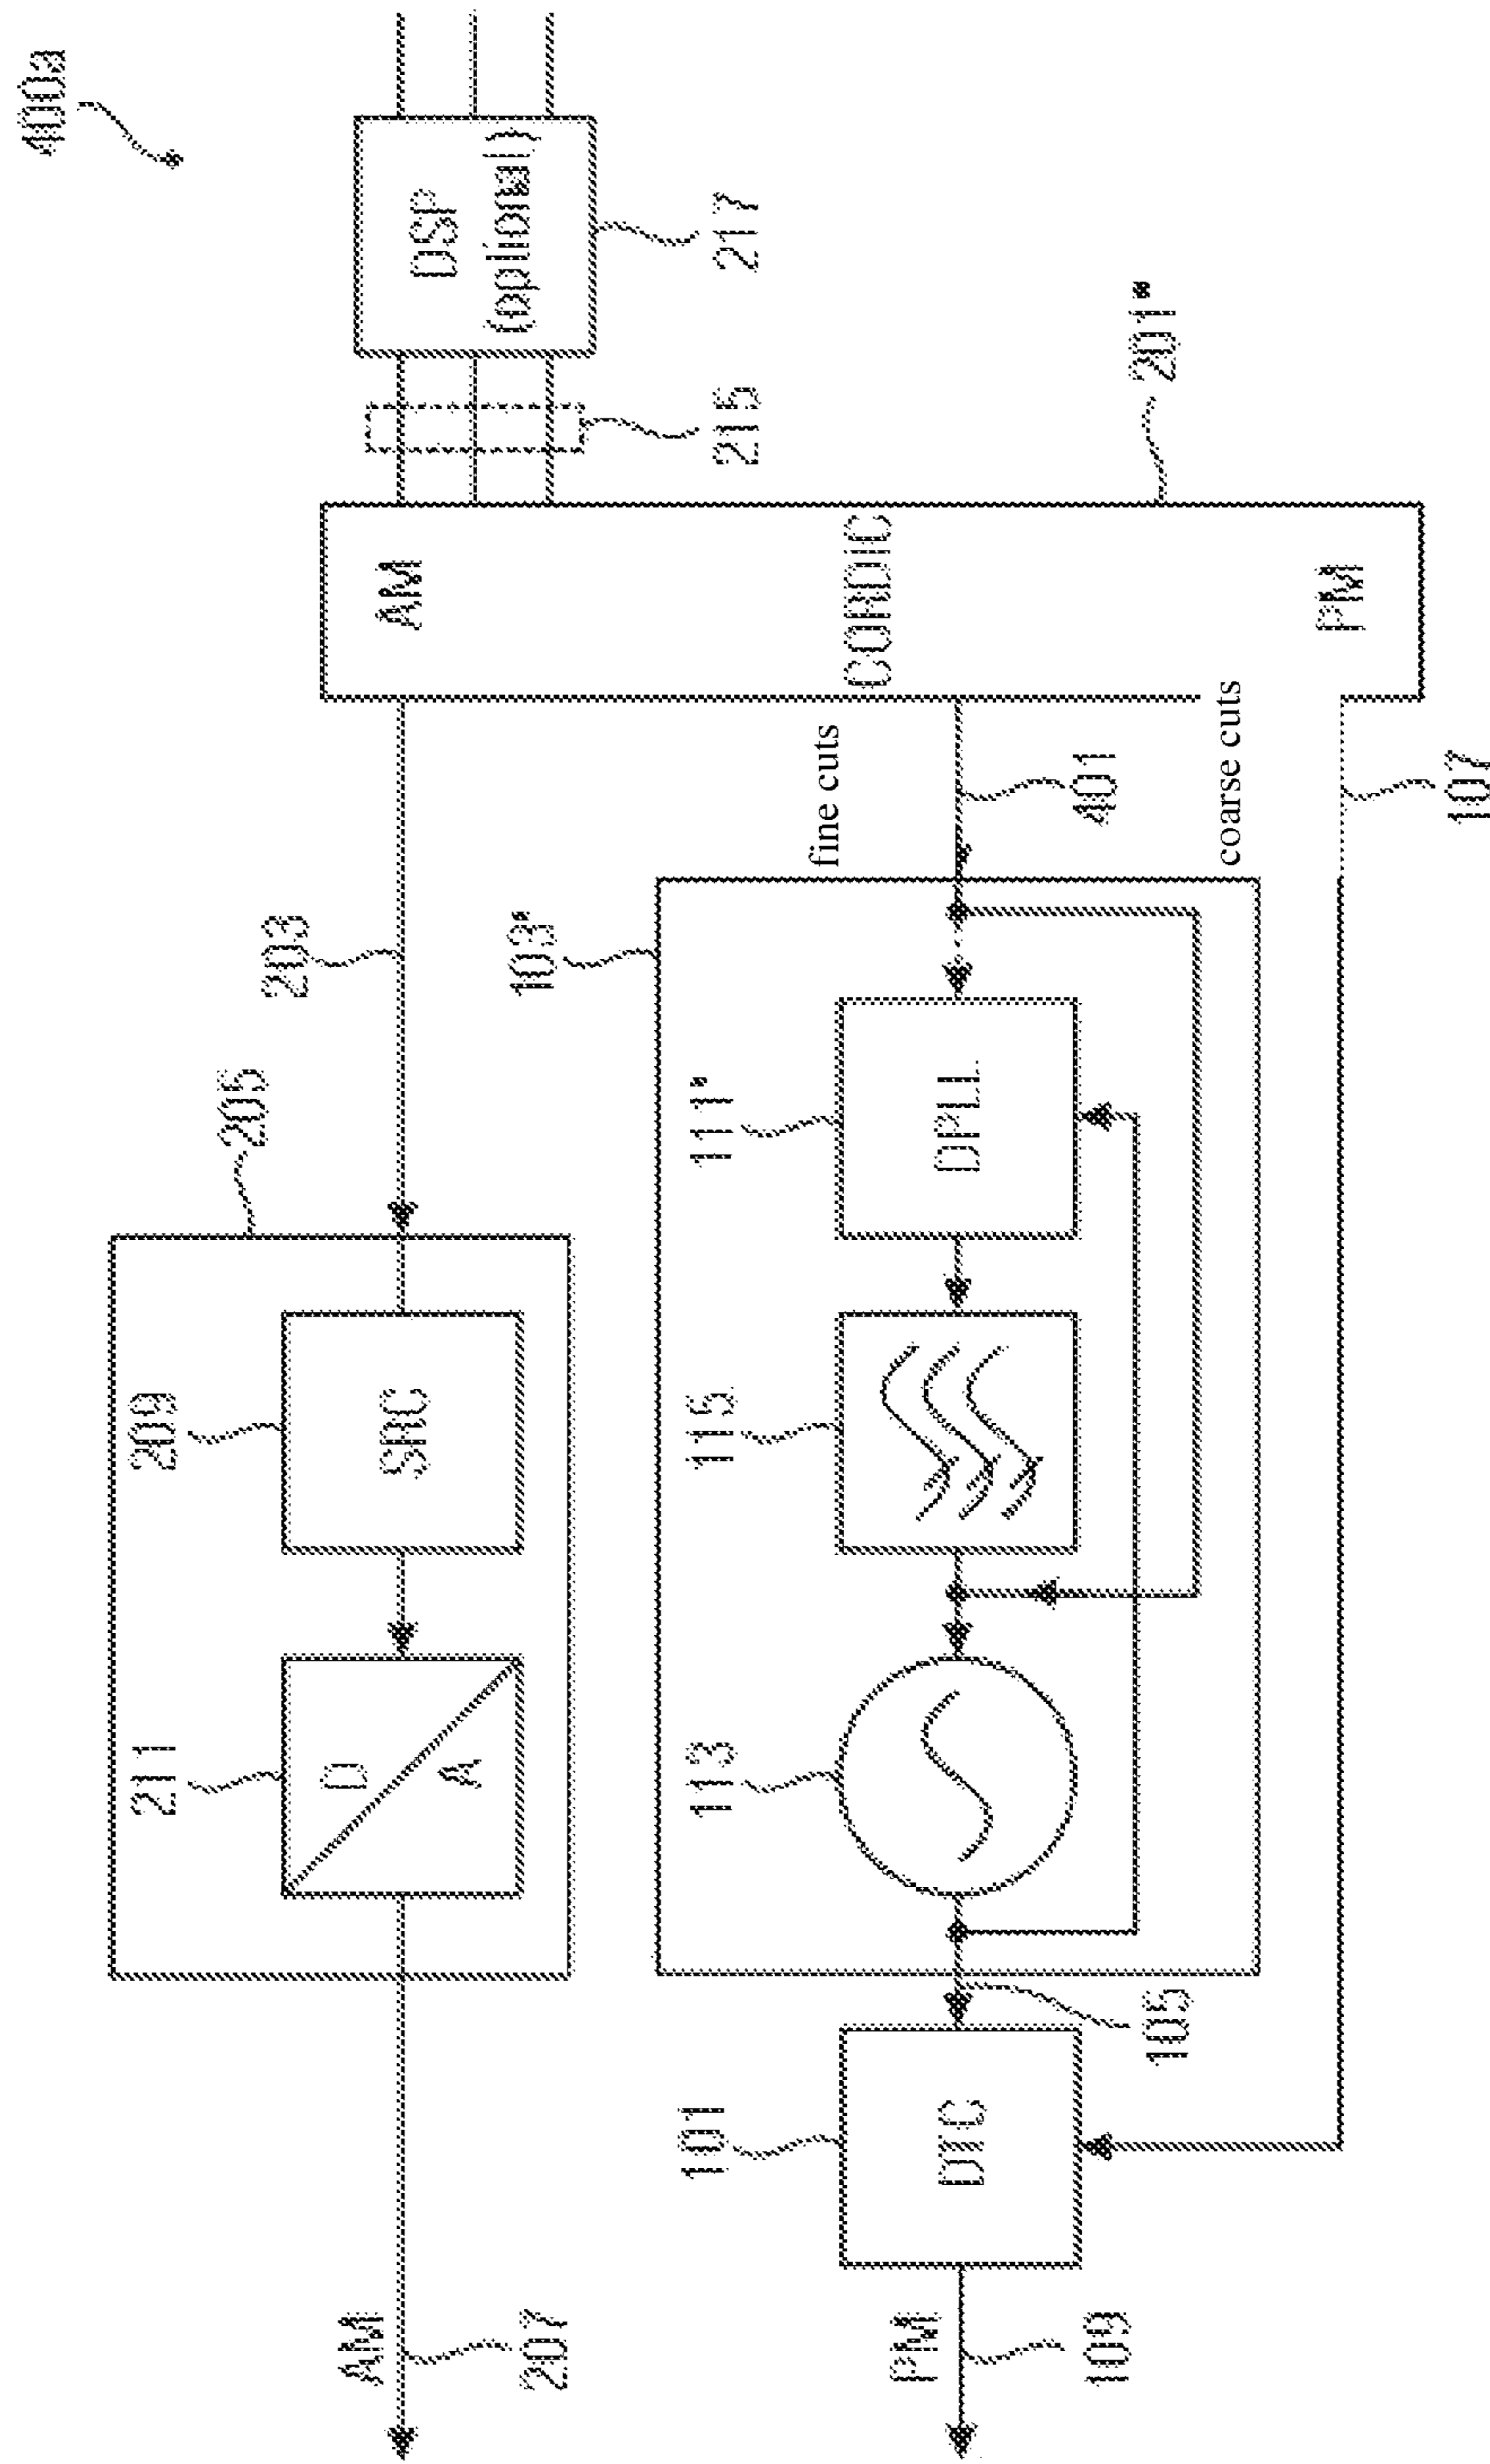 400a
DSP
(optional)
217
215
201"
AM
CORDIC
PM
203
fine cuts
401
coarse cuts
107
205
209
SRC
211
D
A
103'
111'
DPLL
115
113
105
101
DTC
AM
207
PM
109